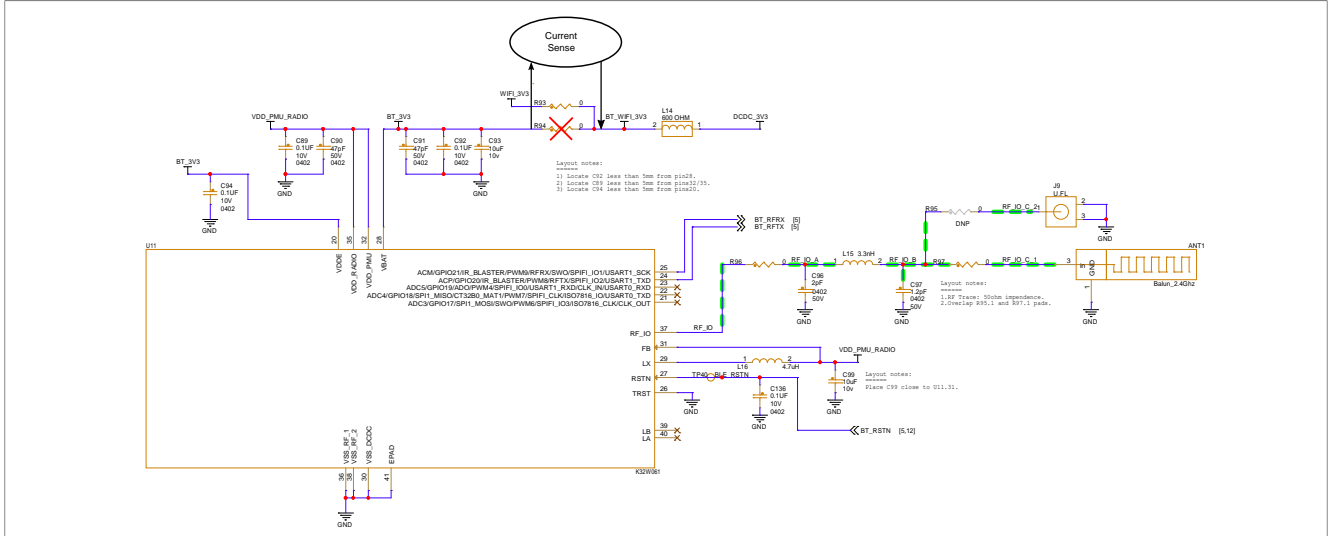 Current
Sense
WIFI_3V3
R93 0
VDD_PMU_RADIO
BT_3V3
R94 0
BT_WIFI_3V3
L14
600 OHM
2 1
DCDC_3V3
C89
0.1UF
10V
0402
C90
47pF
50V
0402
C91
47pF
50V
0402
C92
0.1UF
10V
0402
C93
10uF
10v
BT_3V3
C94
0.1UF
10V
0402
GND
GND
GND
Layout notes:
======
1) Locate C92 less than 5mm from pin28.
2) Locate C89 less than 5mm from pins32/35.
3) Locate C94 less than 5mm from pins20.
J9
U.FL
R95 0
DNP
RF_IO_C_2
1
2
3
GND
BT_RFRX [5]
BT_RFTX [5]
U11
20
35
32
28
VDDE
VDD_RADIO
VDD_PMU
VBAT
ACM/GPIO21/IR_BLASTER/PWM9/RFRX/SWO/SPIFI_IO1/USART1_SCK
25
ACP/GPIO20/IR_BLASTER/PWM8/RFTX/SPIFI_IO2/USART1_TXD
24
ADC5/GPIO19/ADO/PWM4/SPIFI_IO0/USART1_RXD/CLK_IN/USART0_RXD
23
ADC4/GPIO18/SPI1_MISO/CT32B0_MAT1/PWM7/SPIFI_CLK/ISO7816_IO/USART0_TXD
22
ADC3/GPIO17/SPI1_MOSI/SWO/PWM6/SPIFI_IO3/ISO7816_CLK/CLK_OUT
21
R96 0
RF_IO_A
L15 3.3nH
1 2
RF_IO_B
R97 0
RF_IO_C_1
3
ANT1
In
GND
1
Balun_2.4Ghz
GND
C96
2pF
0402
50V
GND
C97
1.2pF
0402
50V
GND
Layout notes:
======
1.RF Trace: 50ohm impendence.
2.Overlap R95.1 and R97.1 pads.
RF_IO
37
RF_IO
FB
31
LX
29
1 2
L16 4.7uH
VDD_PMU_RADIO
RSTN
27
TP40 BLE_RSTN
TRST
26
GND
C136
0.1UF
10V
0402
GND
C99
10uF
10v
GND
Layout notes:
======
Place C99 close to U11.31.
BT_RSTN [5,12]
LB
39
LA
40
VSS_RF_1
VSS_RF_2
VSS_DCDC
EPAD
36
38
30
41
K32W061
GND